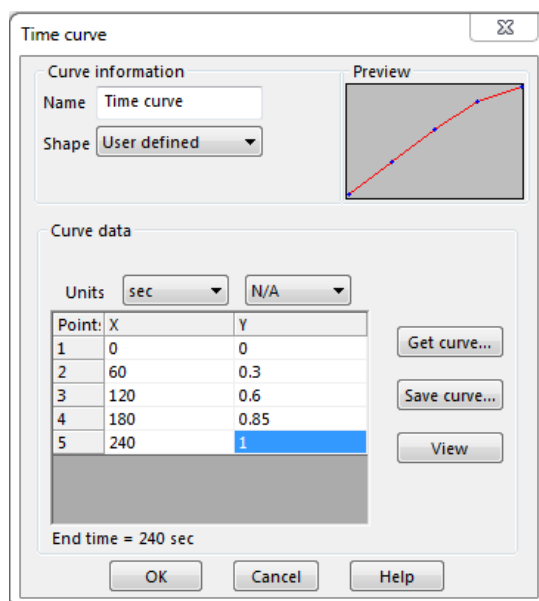 Time curve
Curve information
Preview
Name Time curve
Shape User defined
Curve data
Units sec N/A
Point: X Y
1 0 0
2 60 0.3
3 120 0.6
4 180 0.85
5 240 1
Get curve...
Save curve...
View
End time = 240 sec
OK Cancel Help